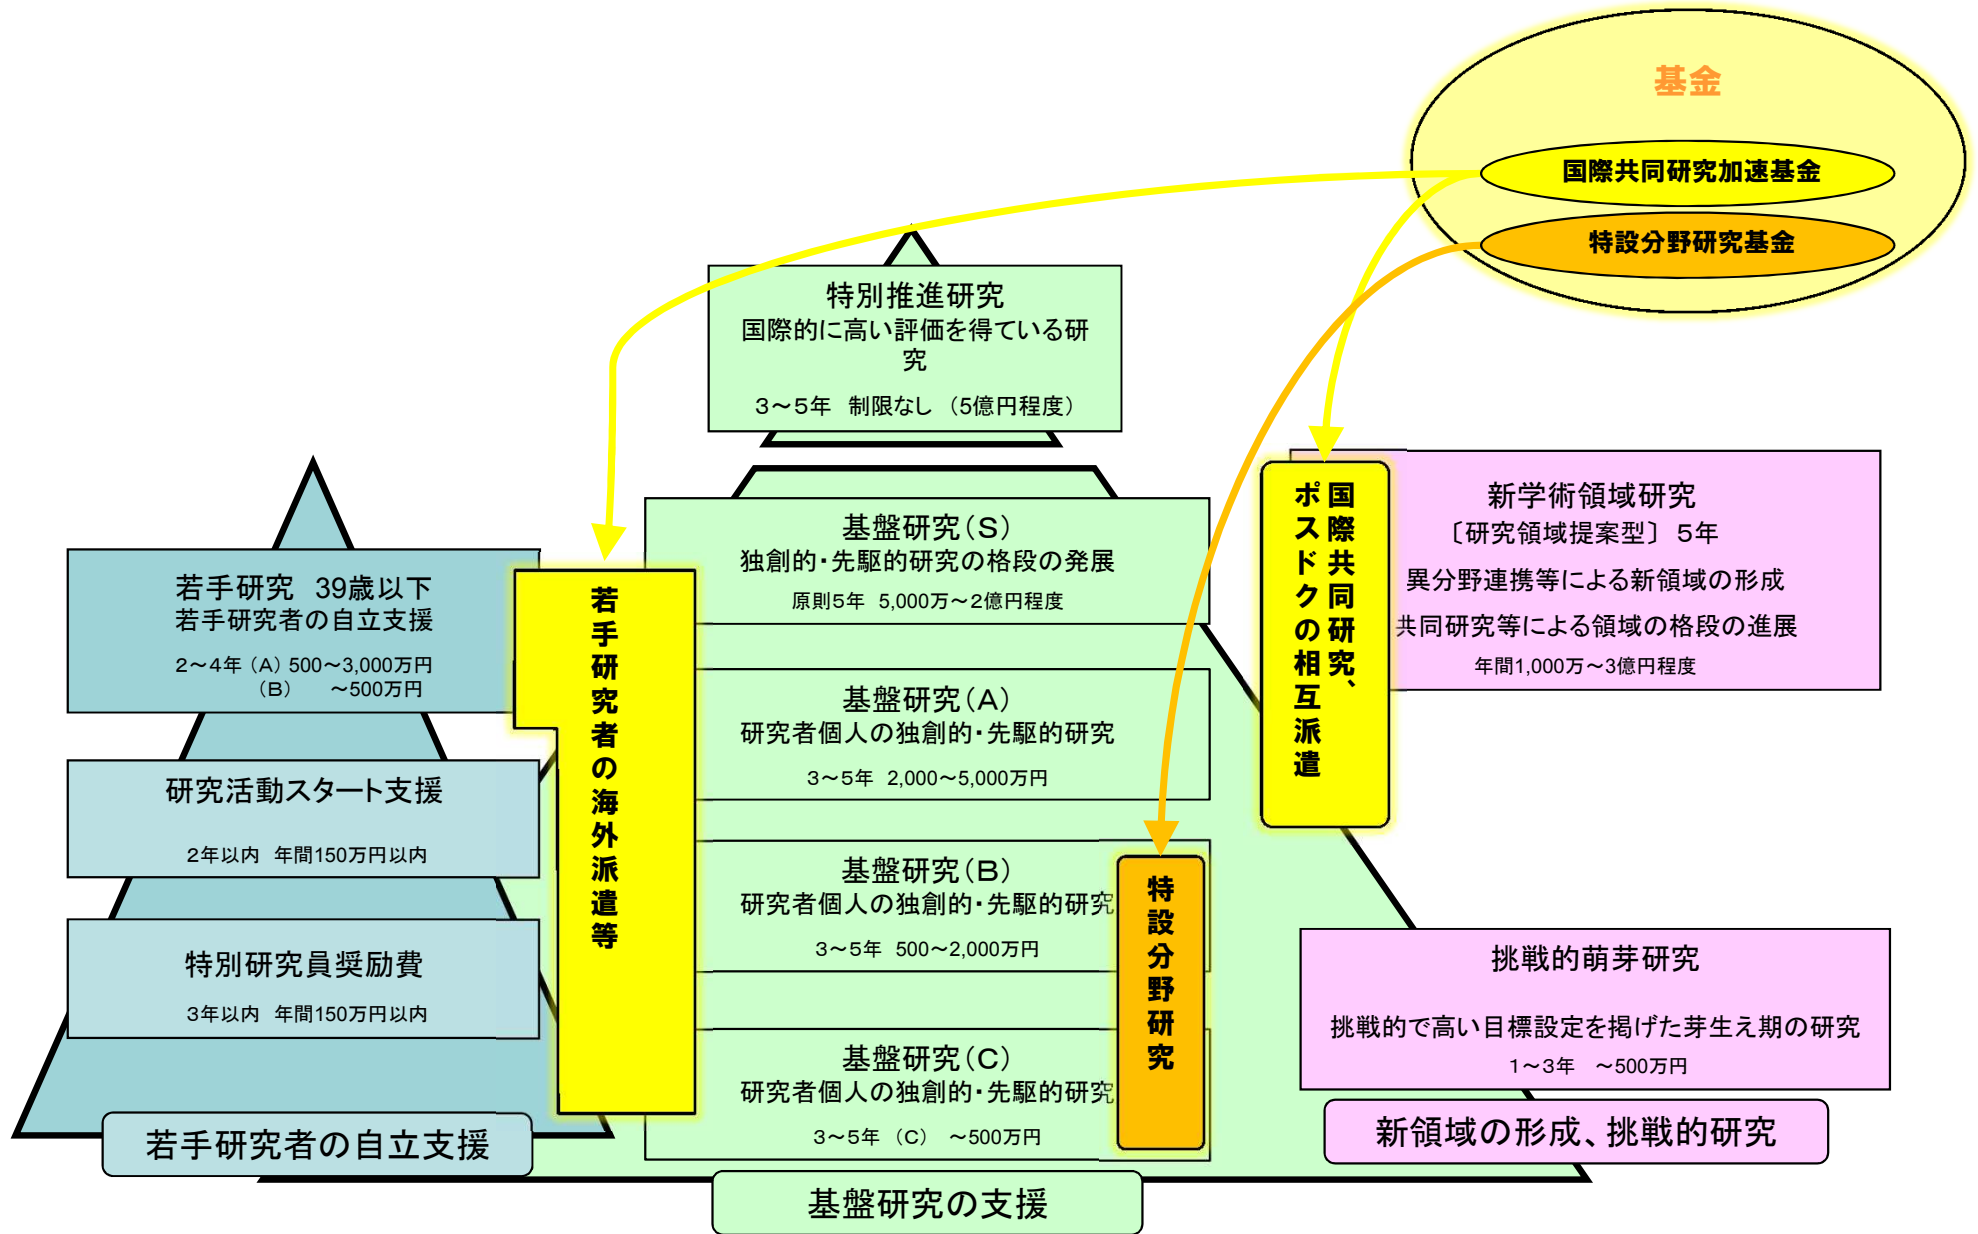 基金
国際共同研究加速基金
特設分野研究基金
特別推進研究
国際的に高い評価を得ている研
究
3～5年 制限なし （5億円程度）
若手研究 39歳以下
若手研究者の自立支援
2～4年（A）500～3,000万円
（B） ～500万円
研究活動スタート支援
2年以内 年間150万円以内
特別研究員奨励費
3年以内 年間150万円以内
若手研究者の自立支援
若手研究者の海外派遣等
基盤研究（S）
独創的・先駆的研究の格段の発展
原則5年 5,000万～2億円程度
基盤研究（A）
研究者個人の独創的・先駆的研究
3～5年 2,000～5,000万円
基盤研究（B）
研究者個人の独創的・先駆的研究
3～5年 500～2,000万円
基盤研究（C）
研究者個人の独創的・先駆的研究
3～5年 （C） ～500万円
特設分野研究
基盤研究の支援
国際共同研究、
ポスドクの相互派遣
新学術領域研究
〔研究領域提案型〕 5年
異分野連携等による新領域の形成
共同研究等による領域の格段の進展
年間1,000万～3億円程度
挑戦的萌芽研究
挑戦的で高い目標設定を掲げた芽生え期の研究
1～3年 ～500万円
新領域の形成、挑戦的研究